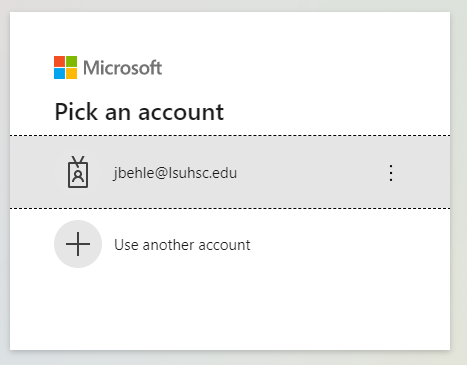 Microsoft
Pick an account
jbehle@lsuhsc.edu
Use another account